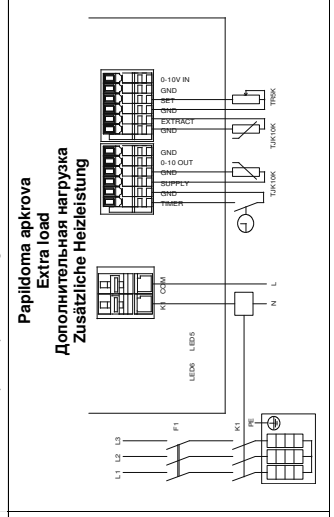 Papildoma apkrova
Extra load
Дополнительная нагрузка
Zusätzliche Heizleistung
0-10V IN
GND
SET
GND
EXTRACT
GND
GND
0-10 OUT
GND
SUPPLY
GND
TIMER
TR5K
TJK10K
TJK10K
COM
K1
L
N
LED5
LED6
F1
K1
PE
L3
L2
L1